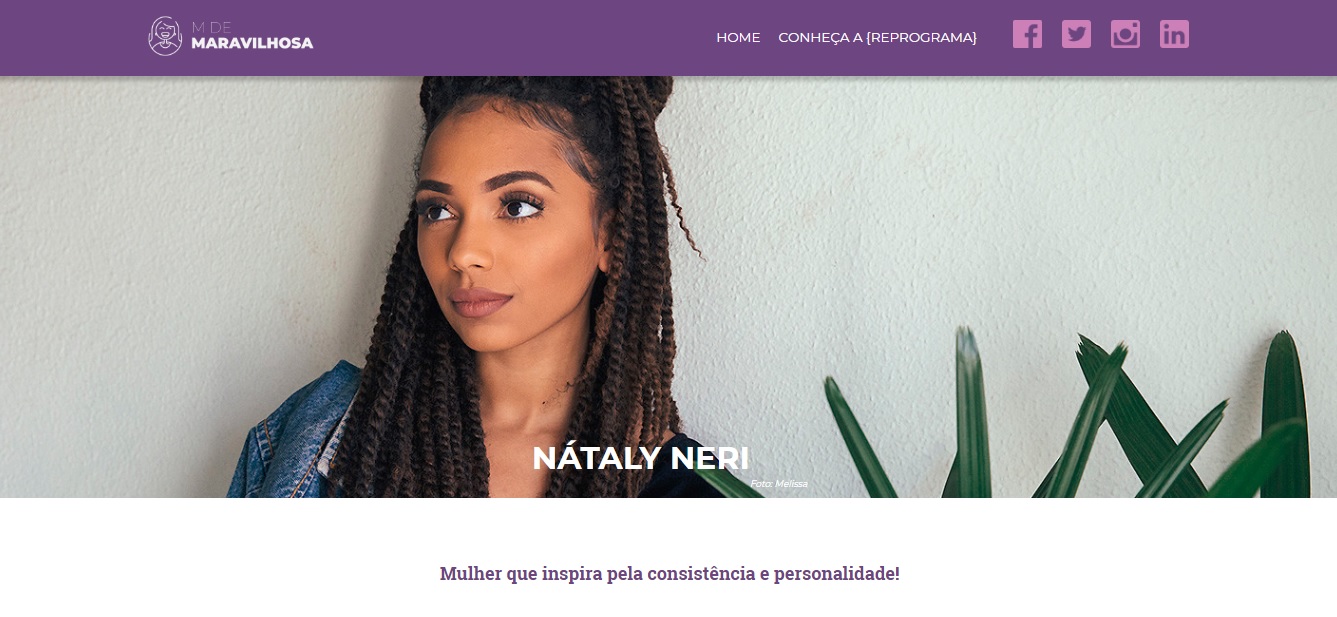 M DE
MARAVILHOSA
HOME
CONHEÇA A {REPROGRAMA}
NÁTALY NERI
Foto: Melissa
Mulher que inspira pela consistência e personalidade!